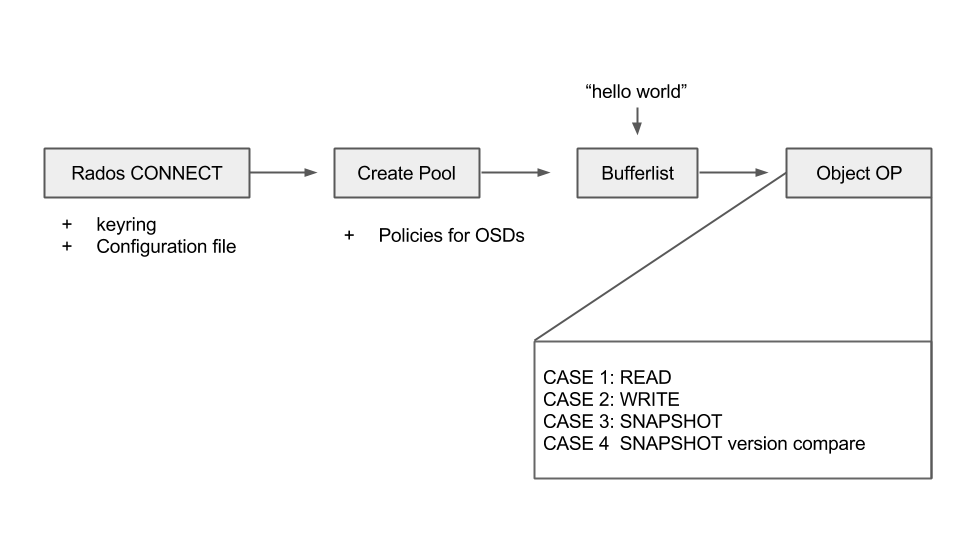 “hello world”
Rados CONNECT
Create Pool
Bufferlist
Object OP
+ keyring
+ Configuration file
+ Policies for OSDs
CASE 1: READ
CASE 2: WRITE
CASE 3: SNAPSHOT
CASE 4  SNAPSHOT version compare